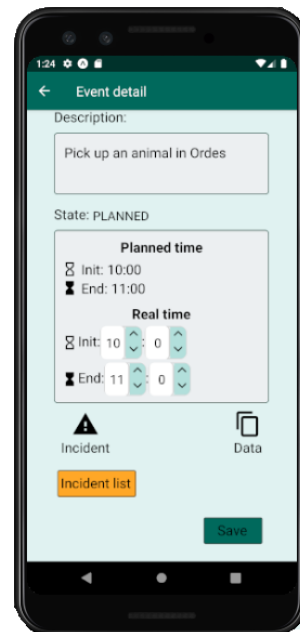 1:24
Event detail
Description:
Pick up an animal in Ordes
State: PLANNED
Planned time
Init: 10:00
End: 11:00
Real time
Init: 10 : 0
End: 11 : 0
Incident Data
Incident list
Save